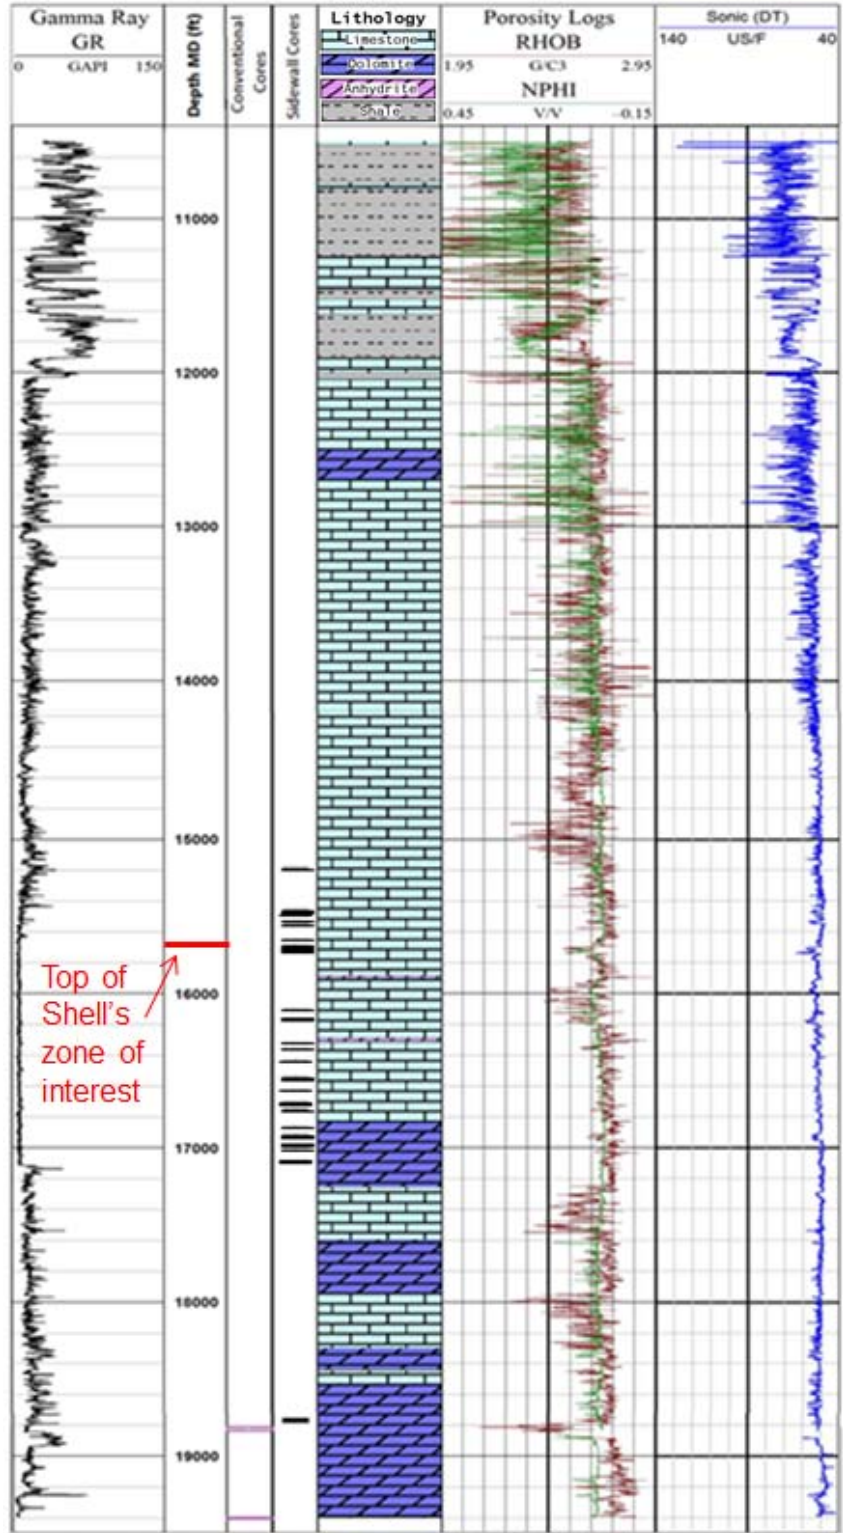 Gamma Ray
GR
0 GAPI 150
Depth MD (ft)
Conventional
Cores
Sidewall Cores
Lithology
Limestone
Dolomite
Anhydrite
Shale
Porosity Logs
RHOB
1.95 G/C3 2.95
NPHI
0.45 V/V -0.15
Sonic (DT)
140 US/F 40
11000
12000
13000
14000
15000
Top of
Shell's
zone of
interest
16000
17000
18000
19000